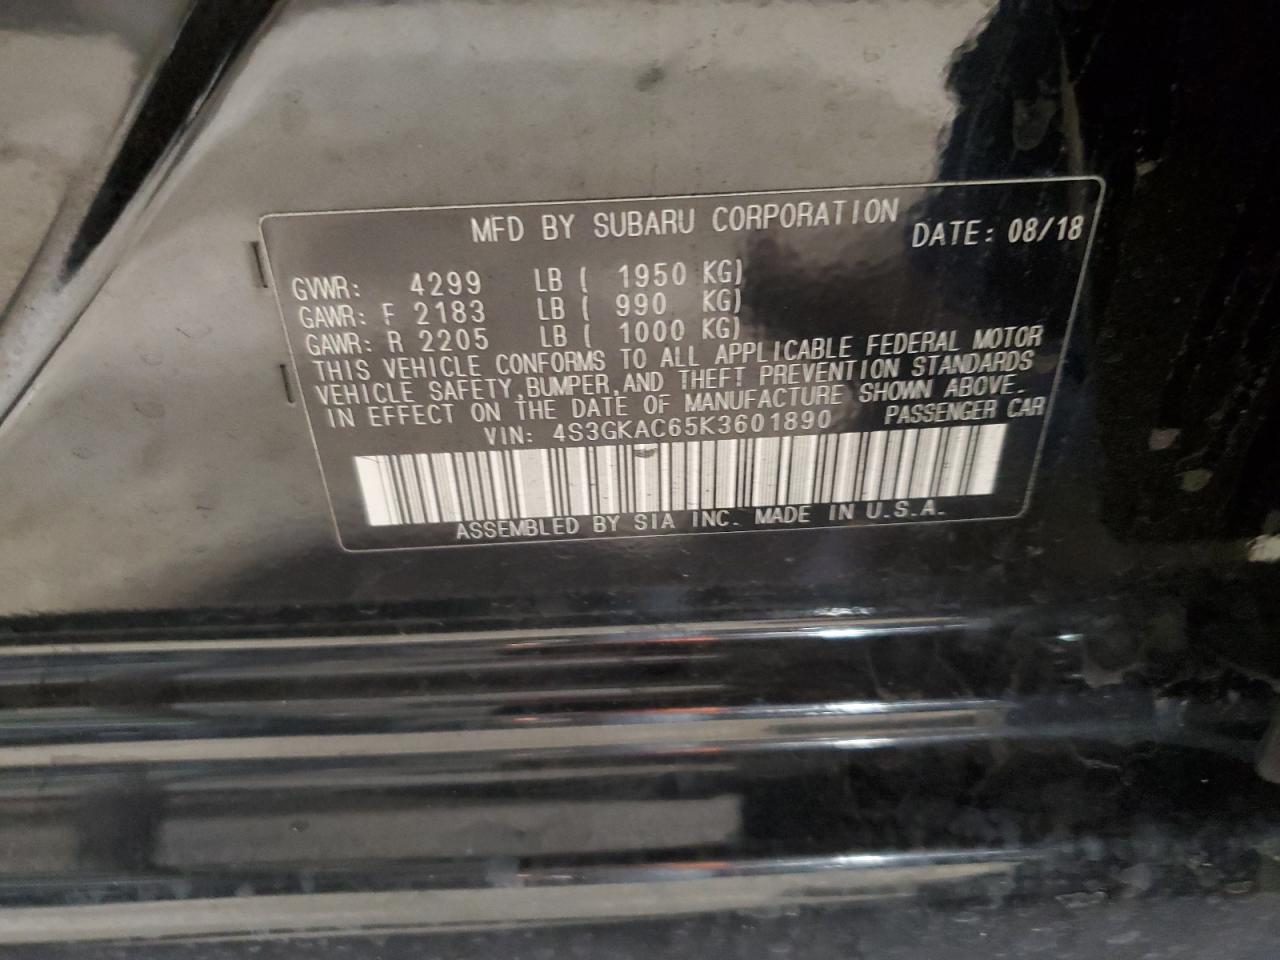 MFD BY SUBARU CORPORATION DATE: 08/18
GVWR: 4299 LB ( 1950 KG)
GAWR: F 2183 LB ( 990 KG)
GAWR: R 2205 LB ( 1000 KG)
THIS VEHICLE CONFORMS TO ALL APPLICABLE FEDERAL MOTOR
VEHICLE SAFETY,BUMPER,AND THEFT PREVENTION STANDARDS
IN EFFECT ON THE DATE OF MANUFACTURE SHOWN ABOVE.
VIN: 4S3GKAC65K3601890 PASSENGER CAR
ASSEMBLED BY SIA INC. MADE IN U.S.A.